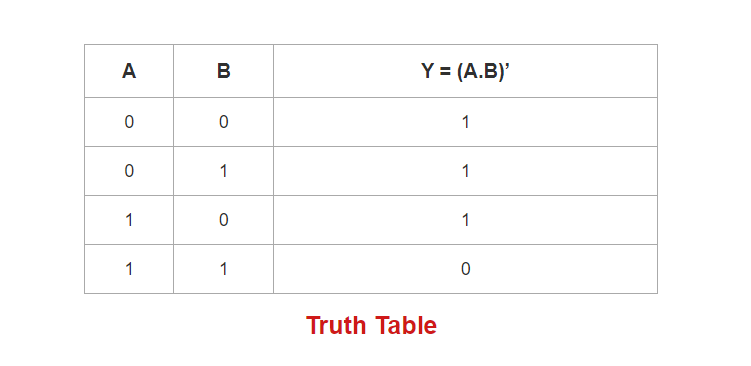 A B Y = (A.B)’
0 0 1
0 1 1
1 0 1
1 1 0
Truth Table